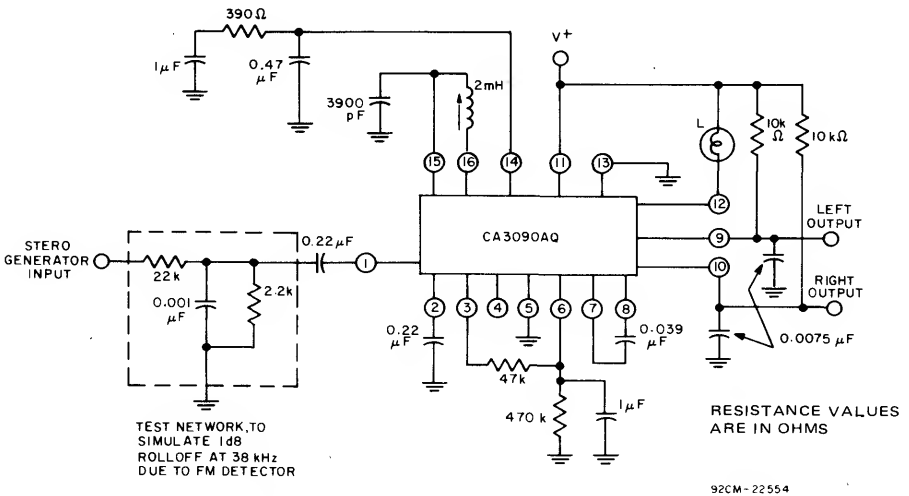 390Ω
1μF
0.47
μF
3900
pF
2mH
V+
L
10k
Ω
10kΩ
15
16
14
11
13
12
CA3090AQ
9
10
LEFT
OUTPUT
RIGHT
OUTPUT
0.0075 μF
STERO
GENERATOR
INPUT
22k
0.001
μF
2.2k
0.22μF
1
2
3
4
5
6
7
8
0.22
μF
47k
470 k
1μF
0.039
μF
TEST NETWORK, TO
SIMULATE 1dB
ROLLOFF AT 38 kHz
DUE TO FM DETECTOR
RESISTANCE VALUES
ARE IN OHMS
92CM-22554